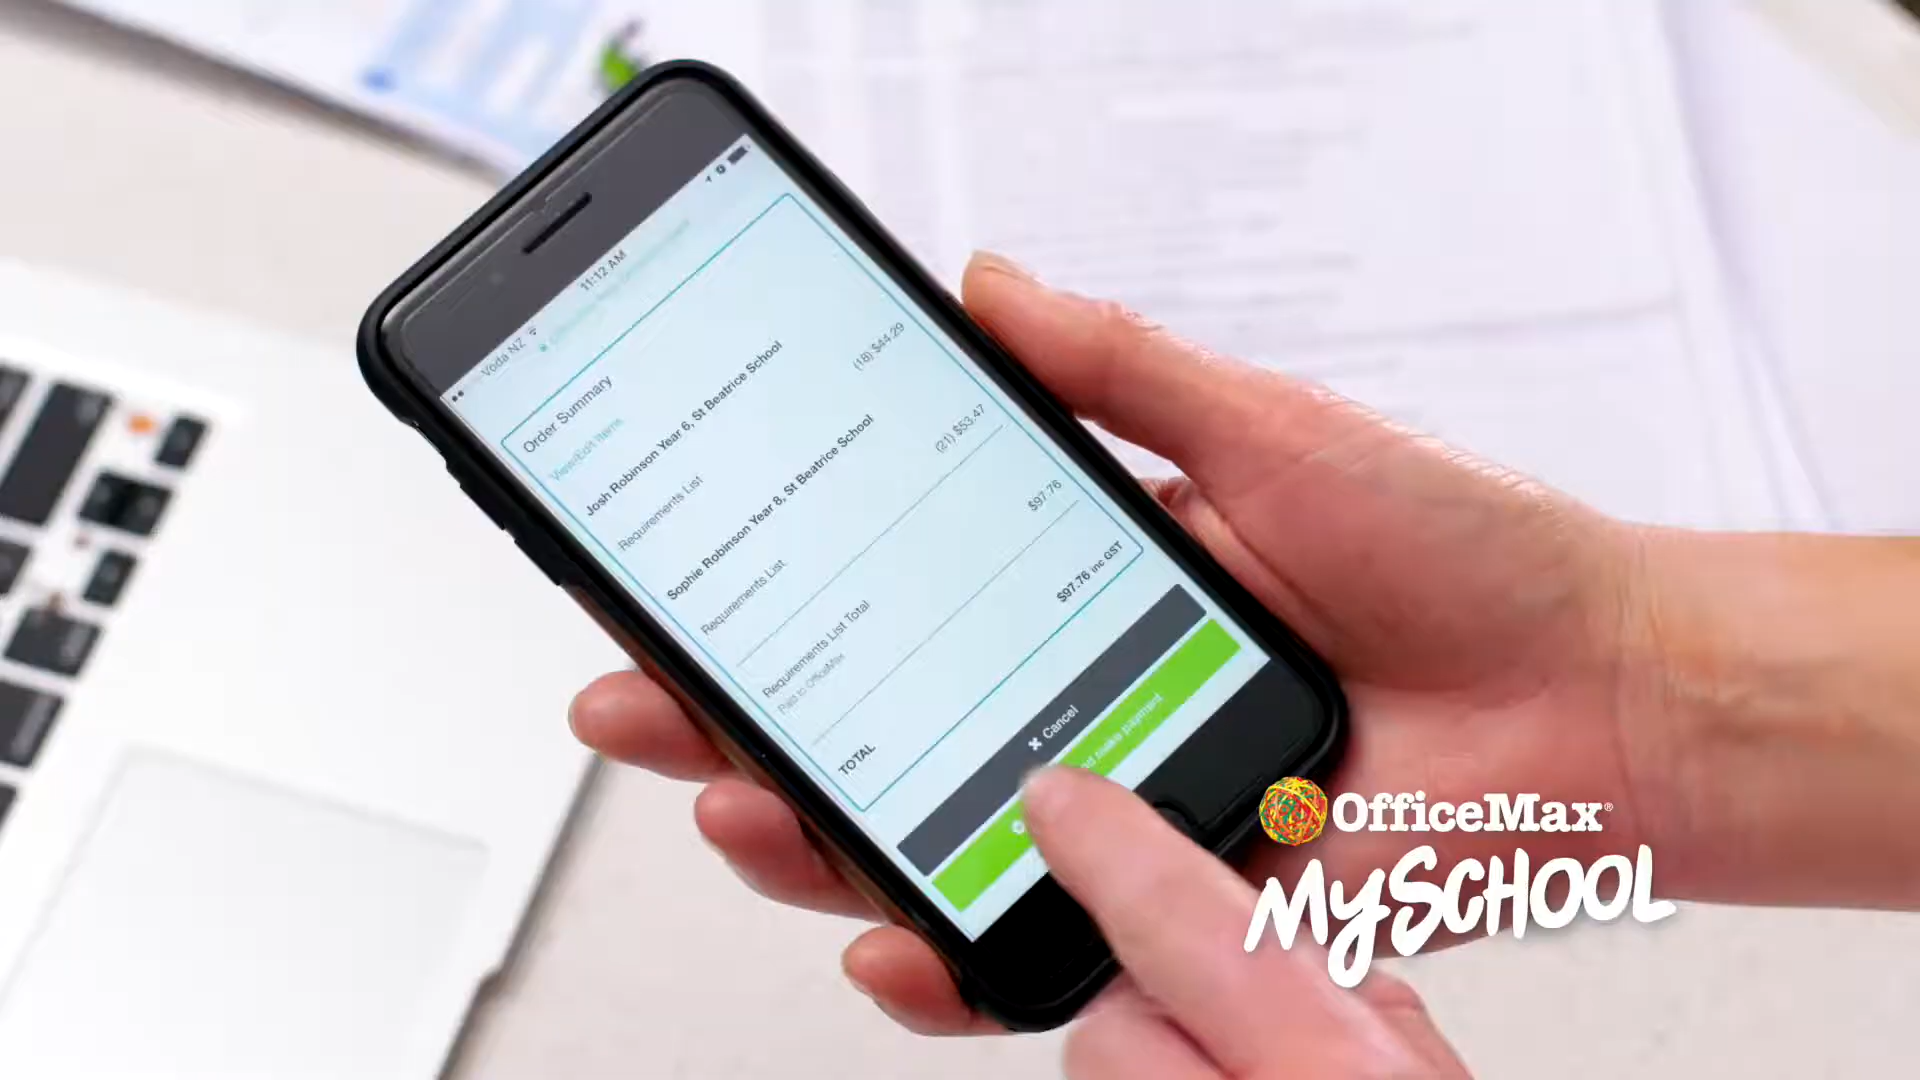 Voda NZ 11:12 AM
Order Summary
View/Edit Items
Josh Robinson Year 6, St Beatrice School
Requirements List (18) $44.29
Sophie Robinson Year 8, St Beatrice School
Requirements List (21) $53.47
Requirements List Total $97.76
Paid to OfficeMax
TOTAL $97.76 inc GST
Cancel
make payment
OfficeMax®
MySCHOOL